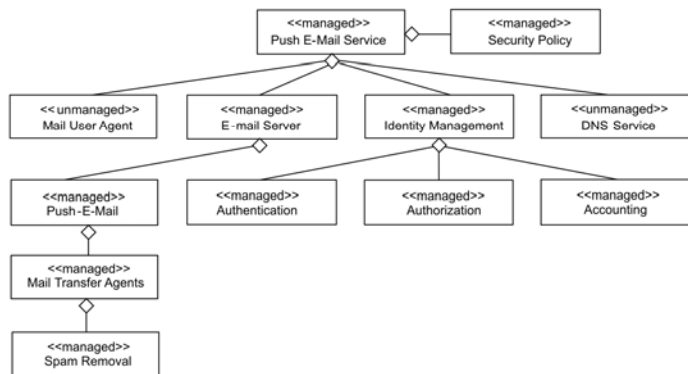 <<managed>>
Push E-Mail Service
<<managed>>
Security Policy
<<unmanaged>>
Mail User Agent
<<managed>>
E-mail Server
<<managed>>
Identity Management
<<unmanaged>>
DNS Service
<<managed>>
Push-E-Mail
<<managed>>
Authentication
<<managed>>
Authorization
<<managed>>
Accounting
<<managed>>
Mail Transfer Agents
<<managed>>
Spam Removal